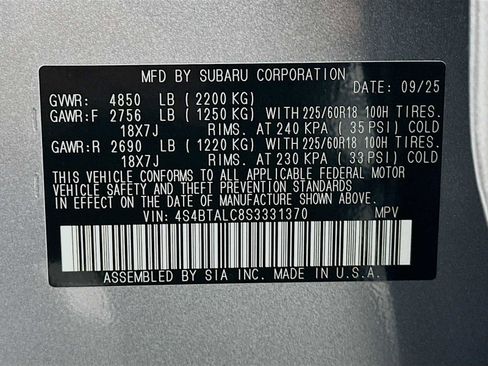 MFD BY SUBARU CORPORATION
DATE: 09/25
GVWR: 4850 LB (2200 KG)
GAWR:F 2756 LB (1250 KG) WITH 225/60R18 100H TIRES.
18X7J RIMS. AT 240 KPA (35 PSI) COLD
GAWR:R 2690 LB (1220 KG) WITH 225/60R18 100H TIRES.
18X7J RIMS. AT 230 KPA (33 PSI) COLD
THIS VEHICLE CONFORMS TO ALL APPLICABLE FEDERAL MOTOR
VEHICLE SAFETY AND THEFT PREVENTION STANDARDS IN EFFECT
ON THE DATE OF MANUFACTURE SHOWN ABOVE.
VIN: 4S4BTALC8S3331370 MPV
ASSEMBLED BY SIA INC. MADE IN U.S.A.